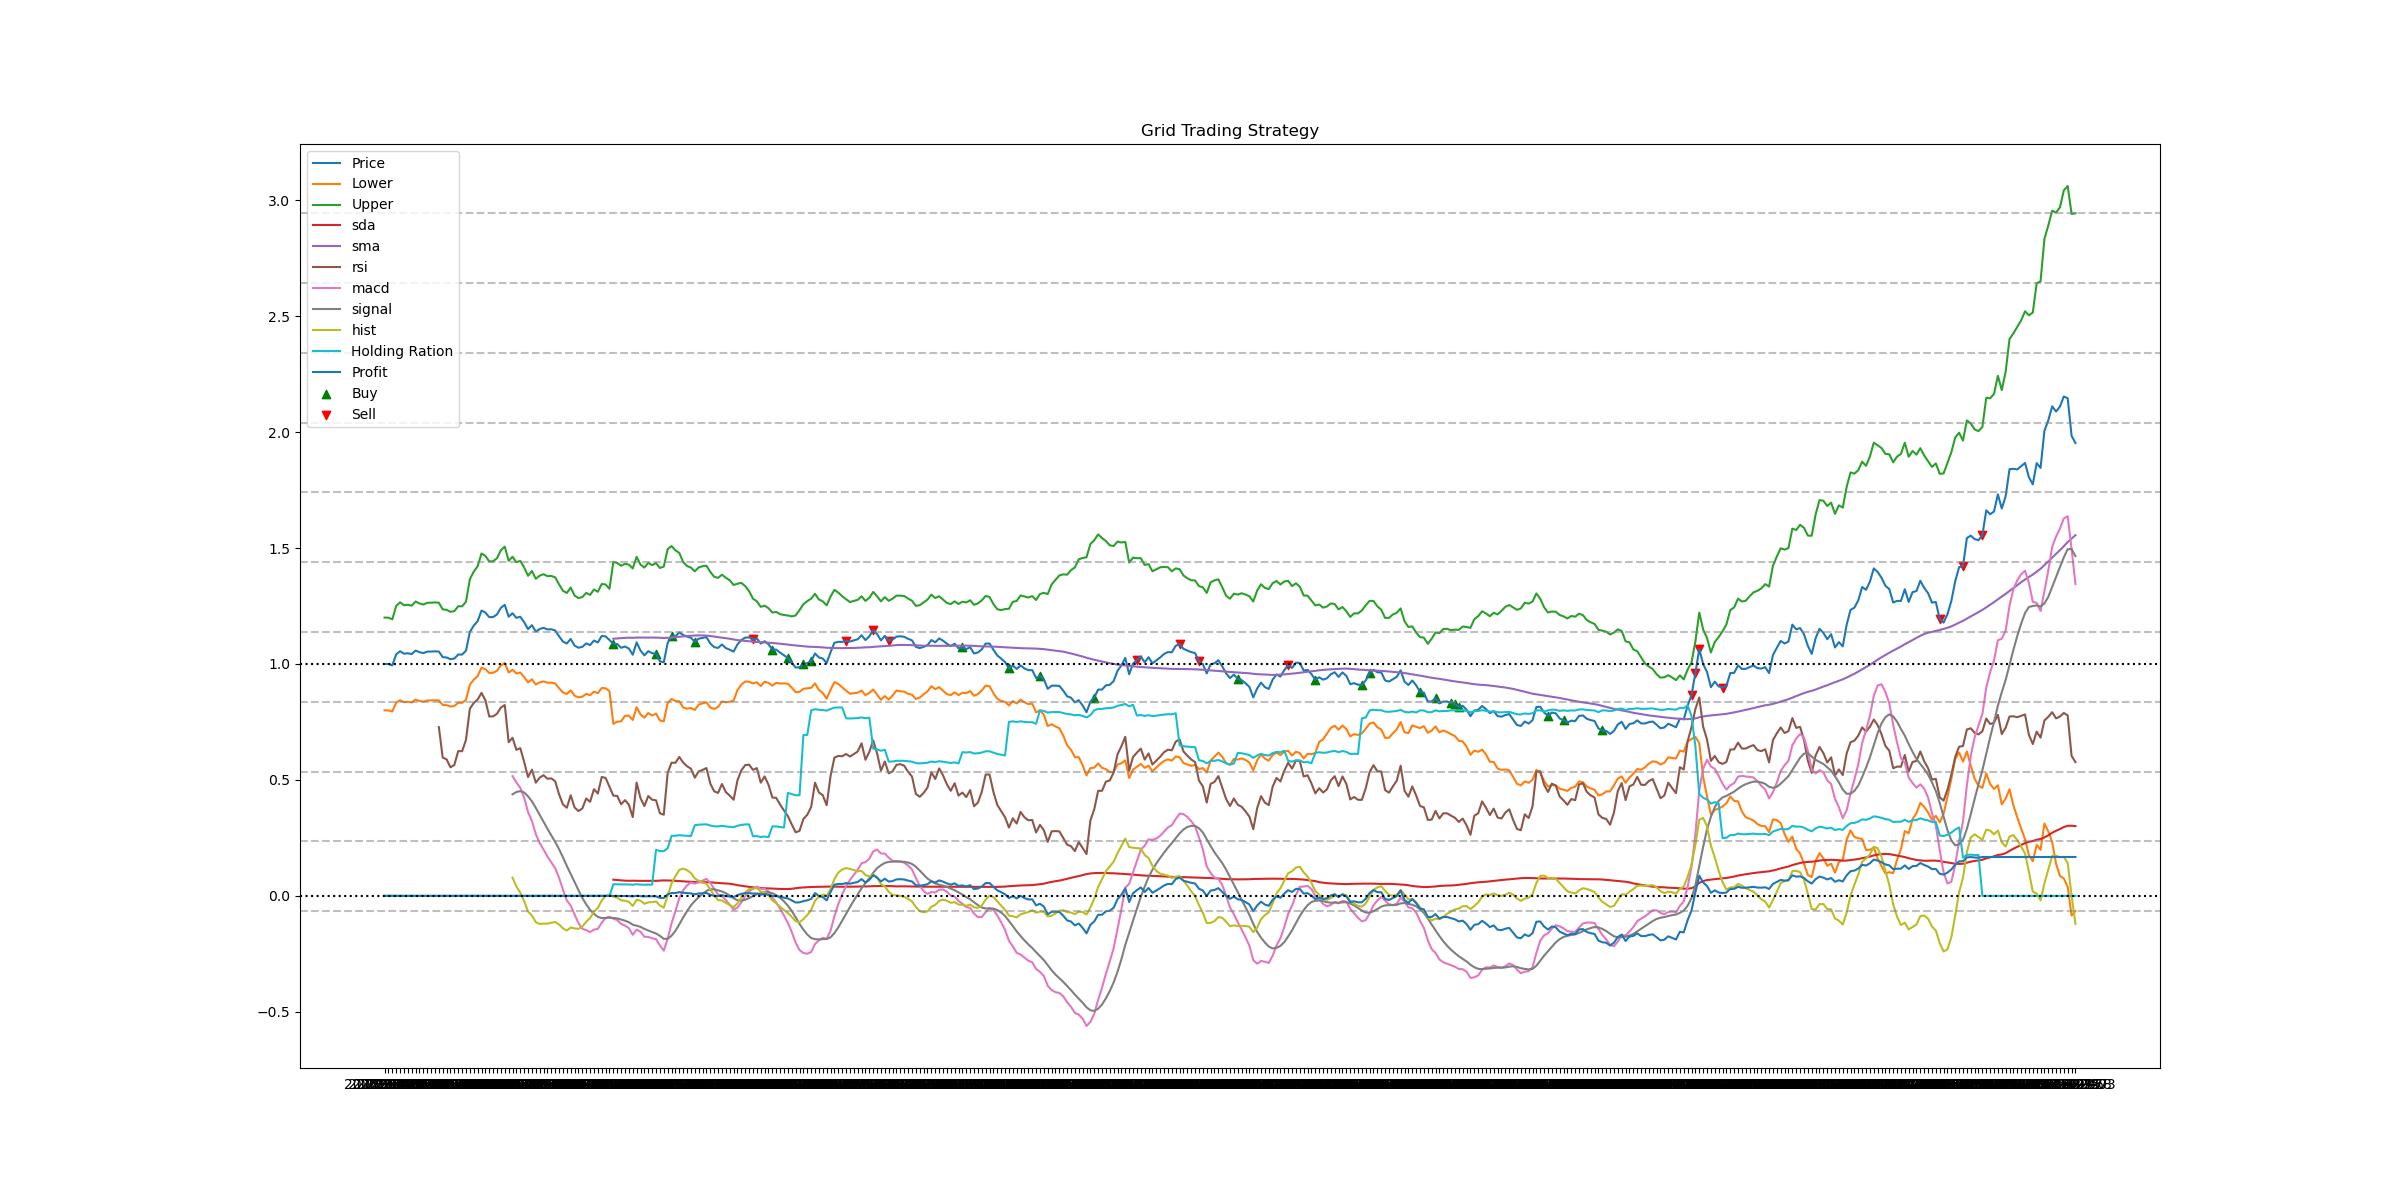 Grid Trading Strategy
Price
Lower
Upper
sda
sma
rsi
macd
signal
hist
Holding Ration
Profit
Buy
Sell
3.0
2.5
2.0
1.5
1.0
0.5
0.0
−0.5